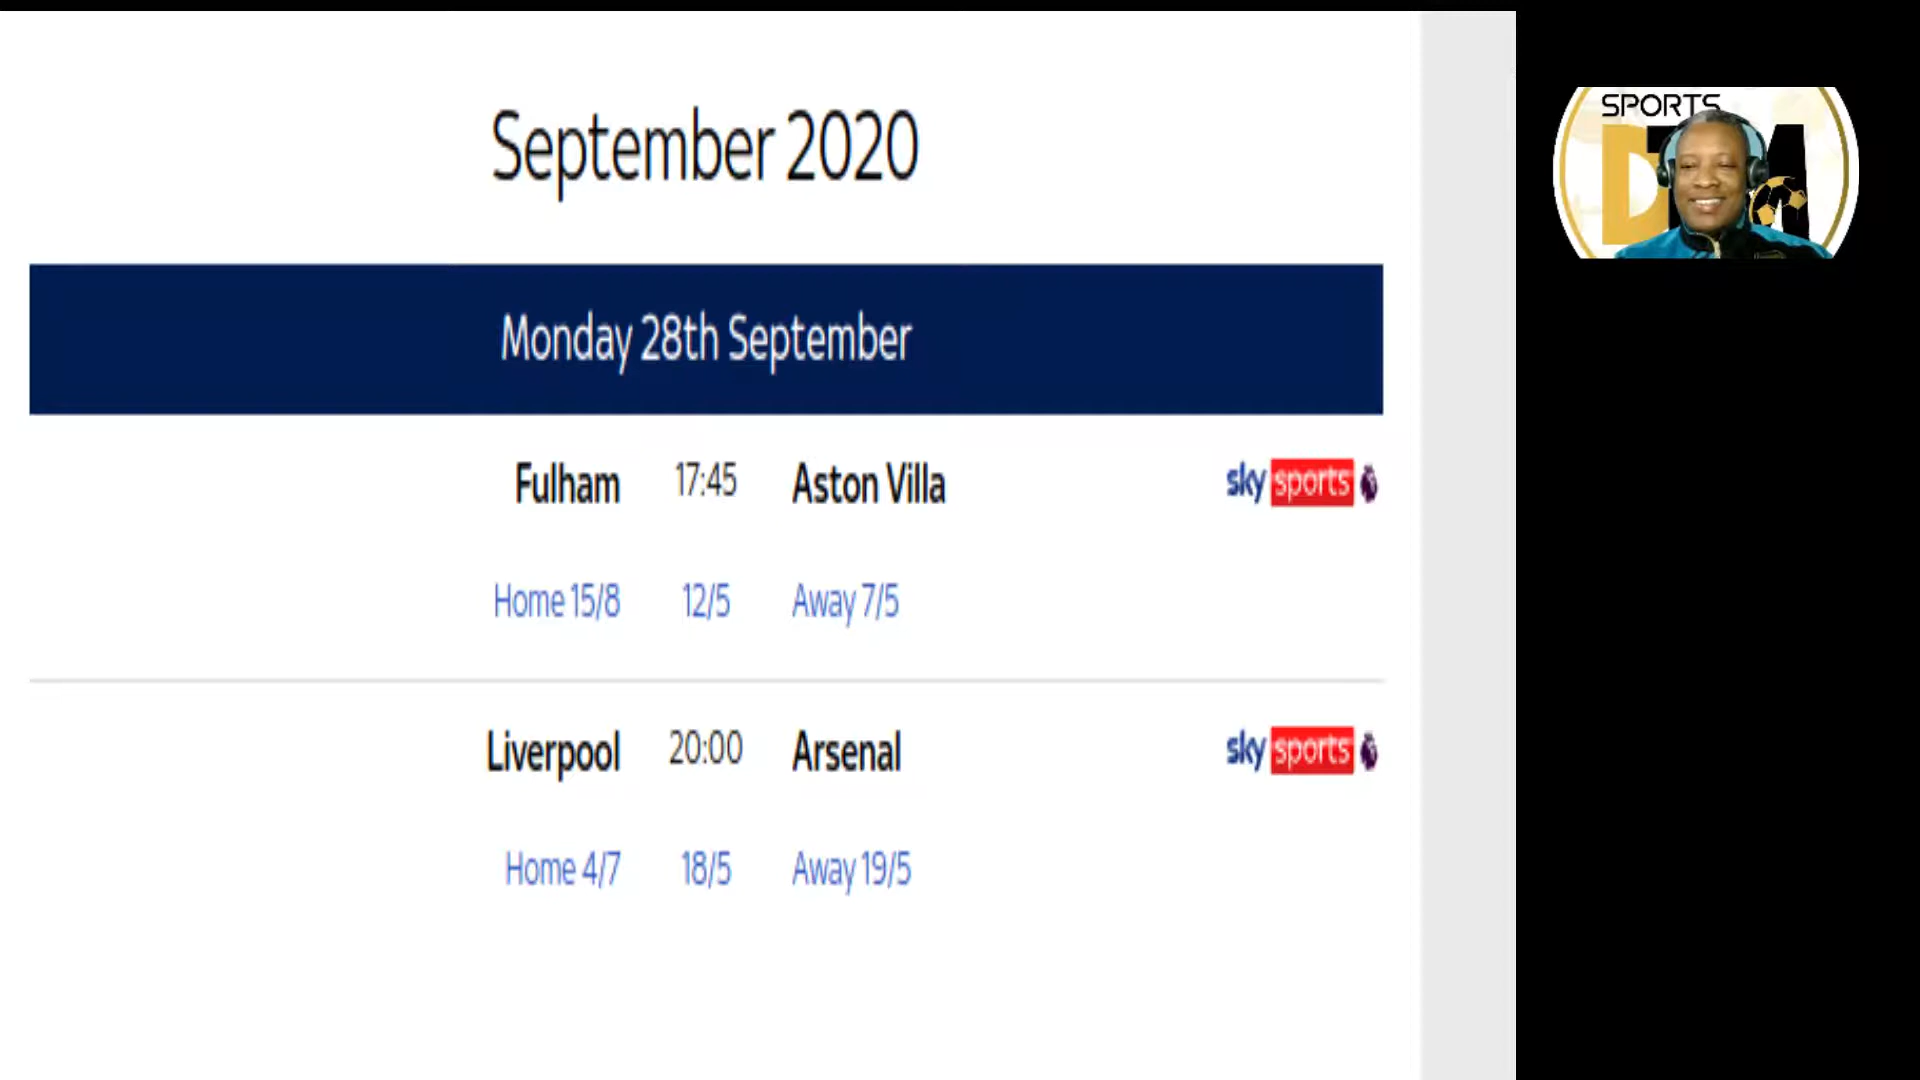 September 2020
Monday 28th September
Fulham 17:45 Aston Villa sky sports
Home 15/8 12/5 Away 7/5
Liverpool 20:00 Arsenal sky sports
Home 4/7 18/5 Away 19/5
SPORTS